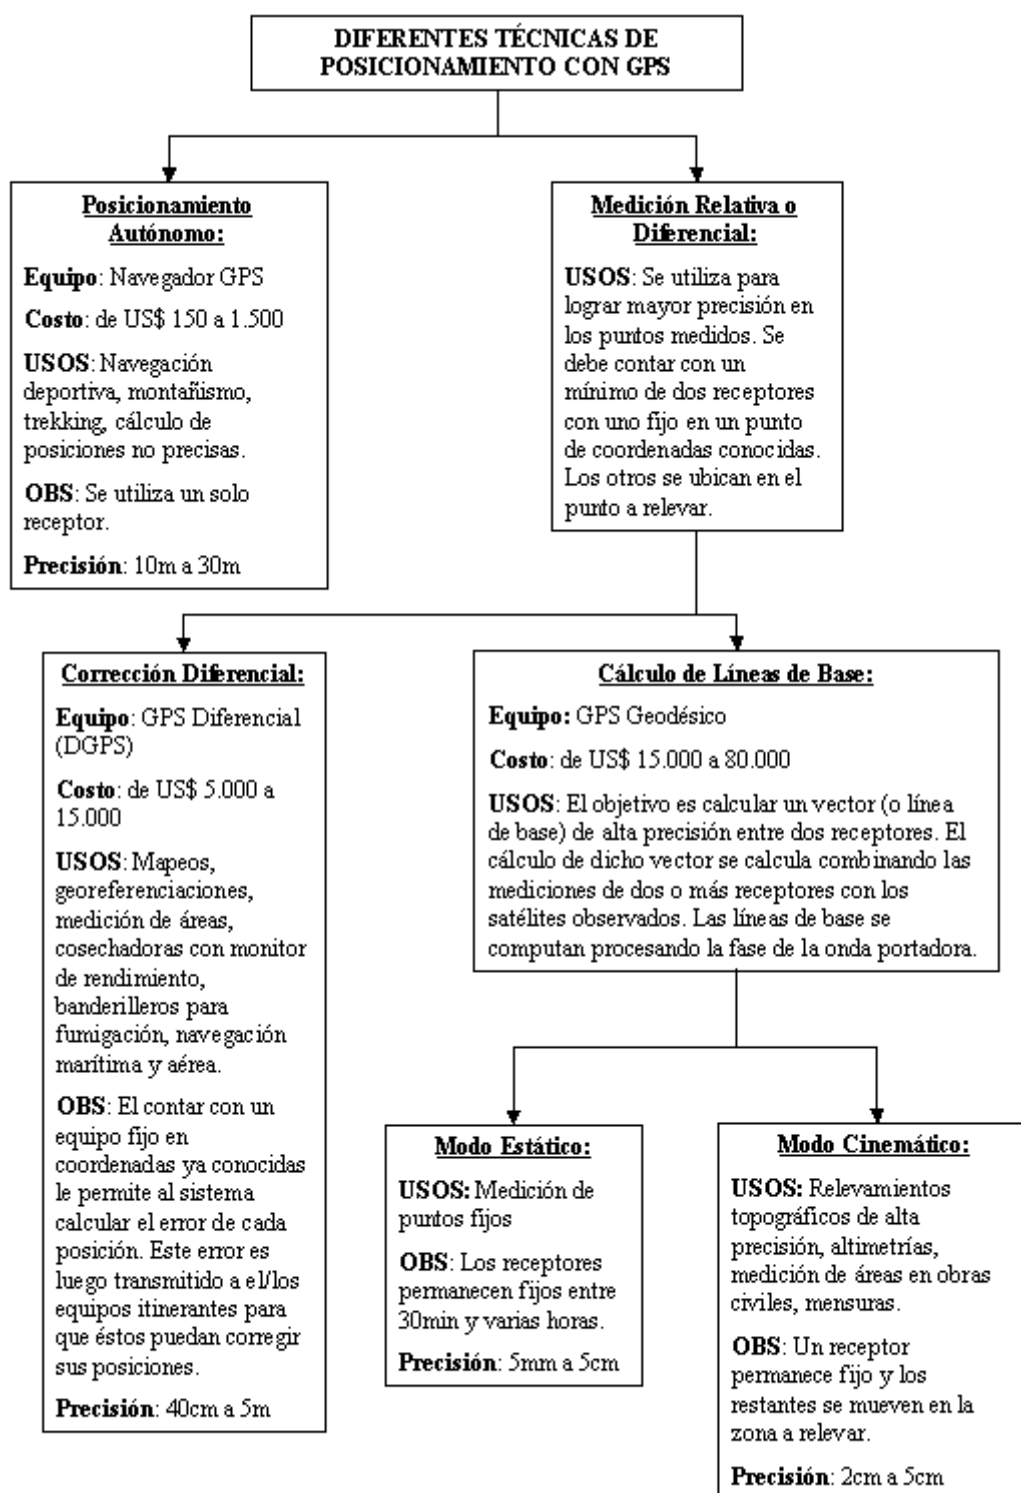 DIFERENTES TÉCNICAS DE
POSICIONAMIENTO CON GPS
Posicionamiento
Autónomo:
Equipo: Navegador GPS
Costo: de US$ 150 a 1.500
USOS: Navegación
deportiva, montañismo,
trekking, cálculo de
posiciones no precisas.
OBS: Se utiliza un solo
receptor.
Precisión: 10m a 30m
Medición Relativa o
Diferencial:
USOS: Se utiliza para
lograr mayor precisión en
los puntos medidos. Se
debe contar con un
mínimo de dos receptores
con uno fijo en un punto
de coordenadas conocidas.
Los otros se ubican en el
punto a relevar.
Corrección Diferencial:
Equipo: GPS Diferencial
(DGPS)
Costo: de US$ 5.000 a
15.000
USOS: Mapeos,
georeferenciaciones,
medición de áreas,
cosechadoras con monitor
de rendimiento,
banderilleros para
fumigación, navegación
marítima y aérea.
OBS: El contar con un
equipo fijo en
coordenadas ya conocidas
le permite al sistema
calcular el error de cada
posición. Este error es
luego transmitido a el/los
equipos itinerantes para
que éstos puedan corregir
sus posiciones.
Precisión: 40cm a 5m
Cálculo de Líneas de Base:
Equipo: GPS Geodésico
Costo: de US$ 15.000 a 80.000
USOS: El objetivo es calcular un vector (o línea
de base) de alta precisión entre dos receptores. El
cálculo de dicho vector se calcula combinando las
mediciones de dos o más receptores con los
satélites observados. Las líneas de base se
computan procesando la fase de la onda portadora.
Modo Estático:
USOS: Medición de
puntos fijos
OBS: Los receptores
permanecen fijos entre
30min y varias horas.
Precisión: 5mm a 5cm
Modo Cinemático:
USOS: Relevamientos
topográficos de alta
precisión, altimetrías,
medición de áreas en obras
civiles, mensuras.
OBS: Un receptor
permanece fijo y los
restantes se mueven en la
zona a relevar.
Precisión: 2cm a 5cm